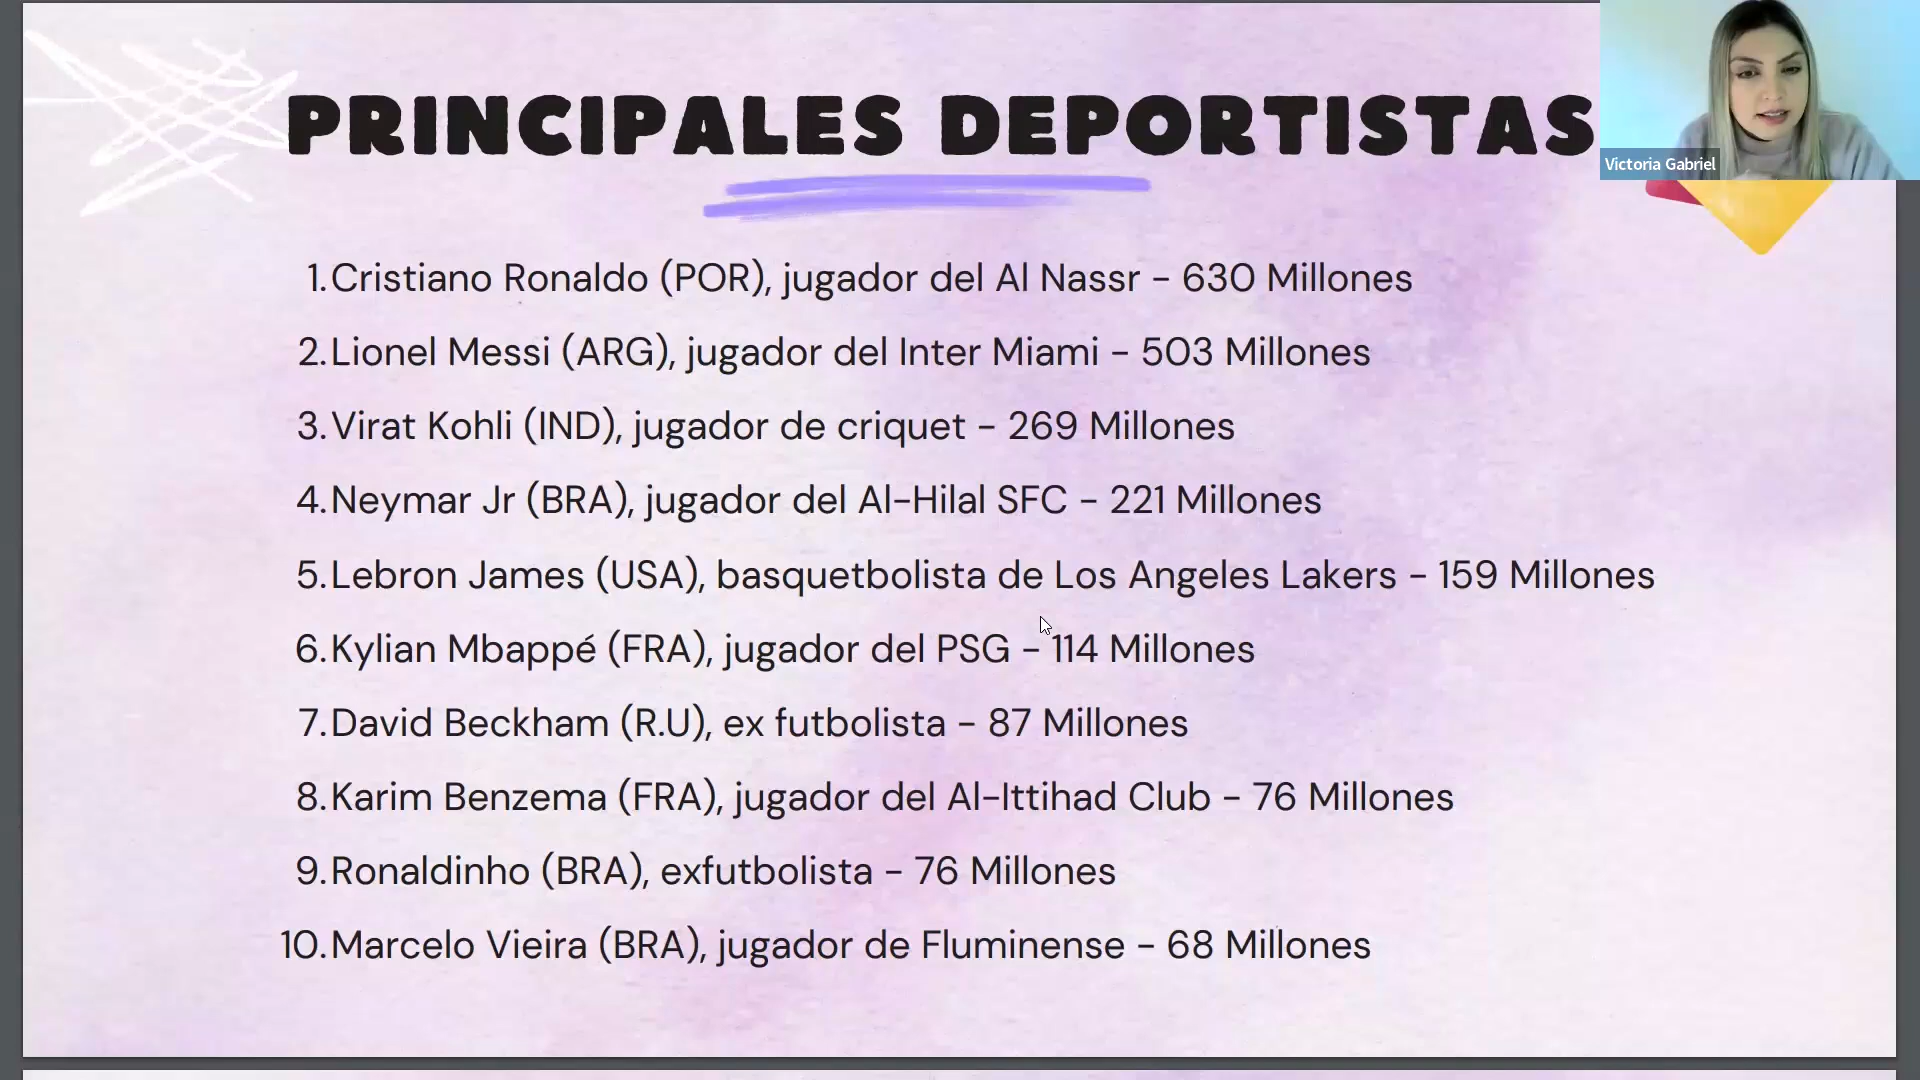 PRINCIPALES DEPORTISTAS
Victoria Gabriel
1. Cristiano Ronaldo (POR), jugador del Al Nassr - 630 Millones
2. Lionel Messi (ARG), jugador del Inter Miami - 503 Millones
3. Virat Kohli (IND), jugador de criquet - 269 Millones
4. Neymar Jr (BRA), jugador del Al-Hilal SFC - 221 Millones
5. Lebron James (USA), basquetbolista de Los Angeles Lakers - 159 Millones
6. Kylian Mbappé (FRA), jugador del PSG - 114 Millones
7. David Beckham (R.U), ex futbolista - 87 Millones
8. Karim Benzema (FRA), jugador del Al-Ittihad Club - 76 Millones
9. Ronaldinho (BRA), exfutbolista - 76 Millones
10. Marcelo Vieira (BRA), jugador de Fluminense - 68 Millones